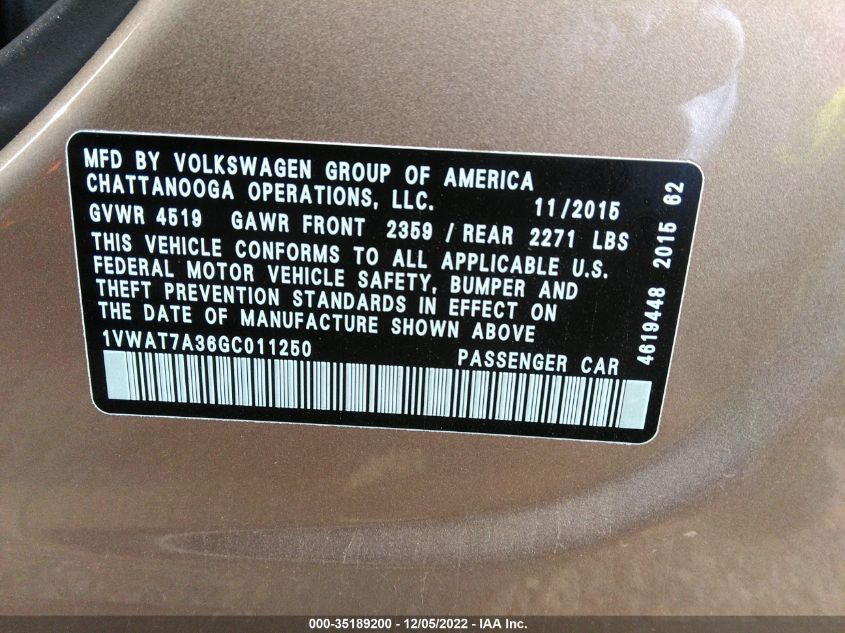 MFD BY VOLKSWAGEN GROUP OF AMERICA
CHATTANOOGA OPERATIONS, LLC. 11/2015
GVWR 4519 GAWR FRONT 2359 / REAR 2271 LBS
THIS VEHICLE CONFORMS TO ALL APPLICABLE U.S.
FEDERAL MOTOR VEHICLE SAFETY, BUMPER AND
THEFT PREVENTION STANDARDS IN EFFECT ON
THE DATE OF MANUFACTURE SHOWN ABOVE
1VWAT7A36GC011250 PASSENGER CAR
4619448 2015 62
000-35189200 - 12/05/2022 - IAA Inc.